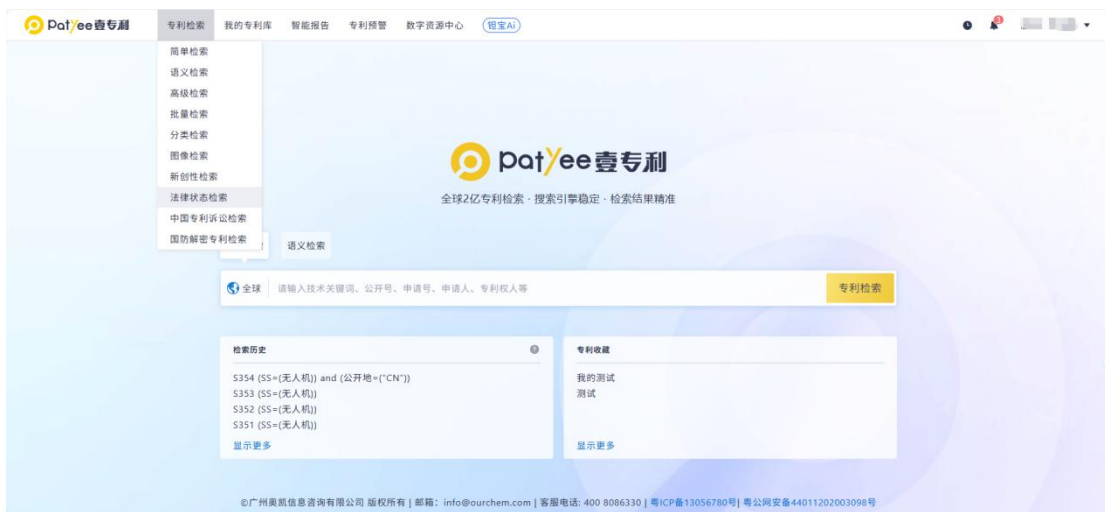 Patyee壹专利 专利检索 我的专利库 智能报告 专利预警 数字资源中心 钽宝Ai 3
简单检索
语义检索
高级检索
批量检索
分类检索
图像检索
新创性检索
法律状态检索
中国专利诉讼检索
国防解密专利检索
Patyee壹专利
全球2亿专利检索 · 搜索引擎稳定 · 检索结果精准
语义检索
全球 请输入技术关键词、公开号、申请号、申请人、专利权人等 专利检索
检索历史
S354 (SS=(无人机)) and (公开地=("CN"))
S353 (SS=(无人机))
S352 (SS=(无人机))
S351 (SS=(无人机))
显示更多
专利收藏
我的测试
测试
显示更多
©广州奥凯信息咨询有限公司 版权所有 | 邮箱：info@ourchem.com | 客服电话: 400 8086330 | 粤ICP备13056780号| 粤公网安备44011202003098号